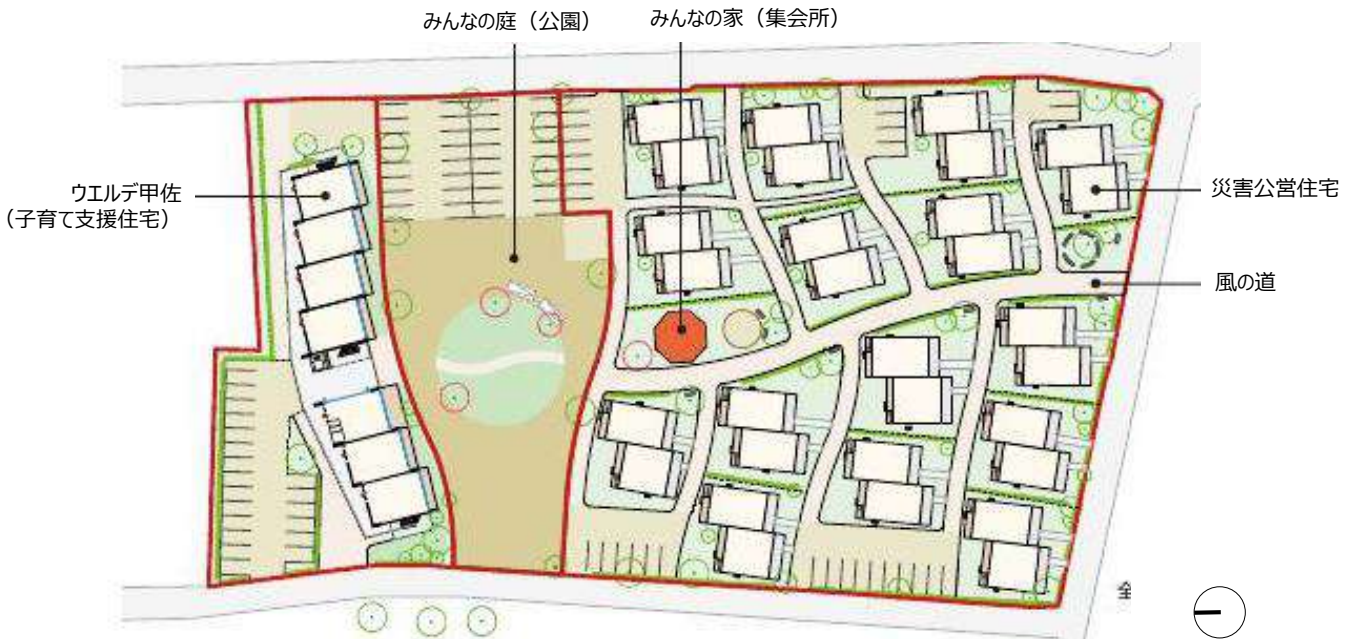 みんなの庭（公園）
みんなの家（集会所）
ウエルデ甲佐
（子育て支援住宅）
災害公営住宅
風の道